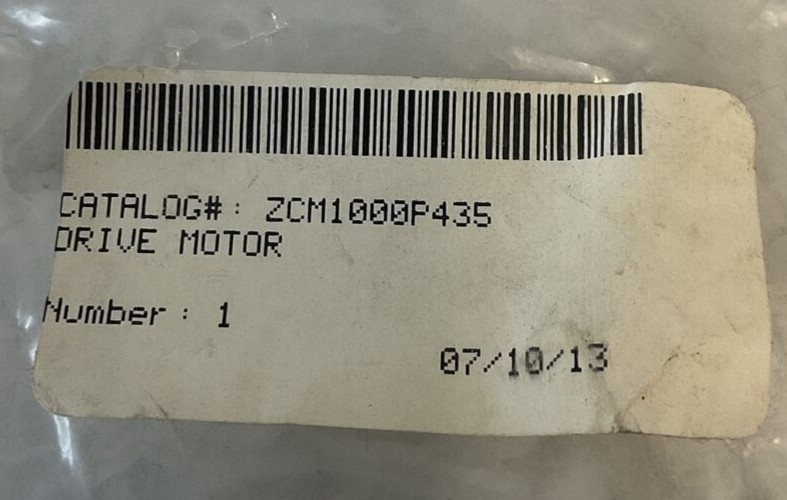 CATALOG#: ZCM1000P435
DRIVE MOTOR
Number: 1
07/10/13